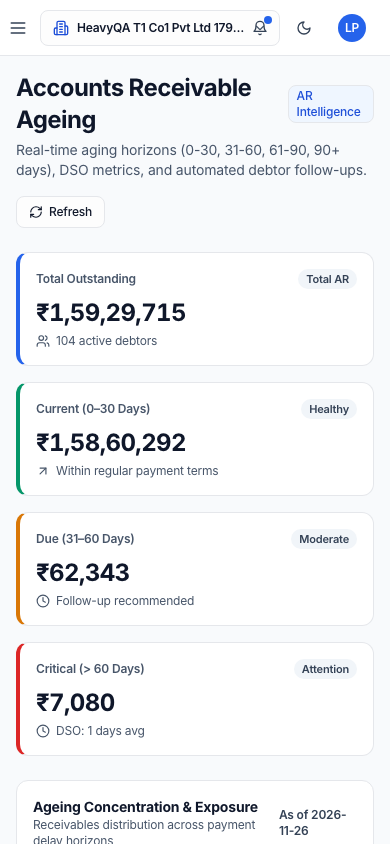 HeavyQA T1 Co1 Pvt Ltd 179...
LP
Accounts Receivable
Ageing
AR
Intelligence
Real-time aging horizons (0-30, 31-60, 61-90, 90+
days), DSO metrics, and automated debtor follow-ups.
Refresh
Total Outstanding
Total AR
₹1,59,29,715
104 active debtors
Current (0–30 Days)
Healthy
₹1,58,60,292
Within regular payment terms
Due (31–60 Days)
Moderate
₹62,343
Follow-up recommended
Critical (> 60 Days)
Attention
₹7,080
DSO: 1 days avg
Ageing Concentration & Exposure
Receivables distribution across payment
delay horizons
As of 2026-
11-26